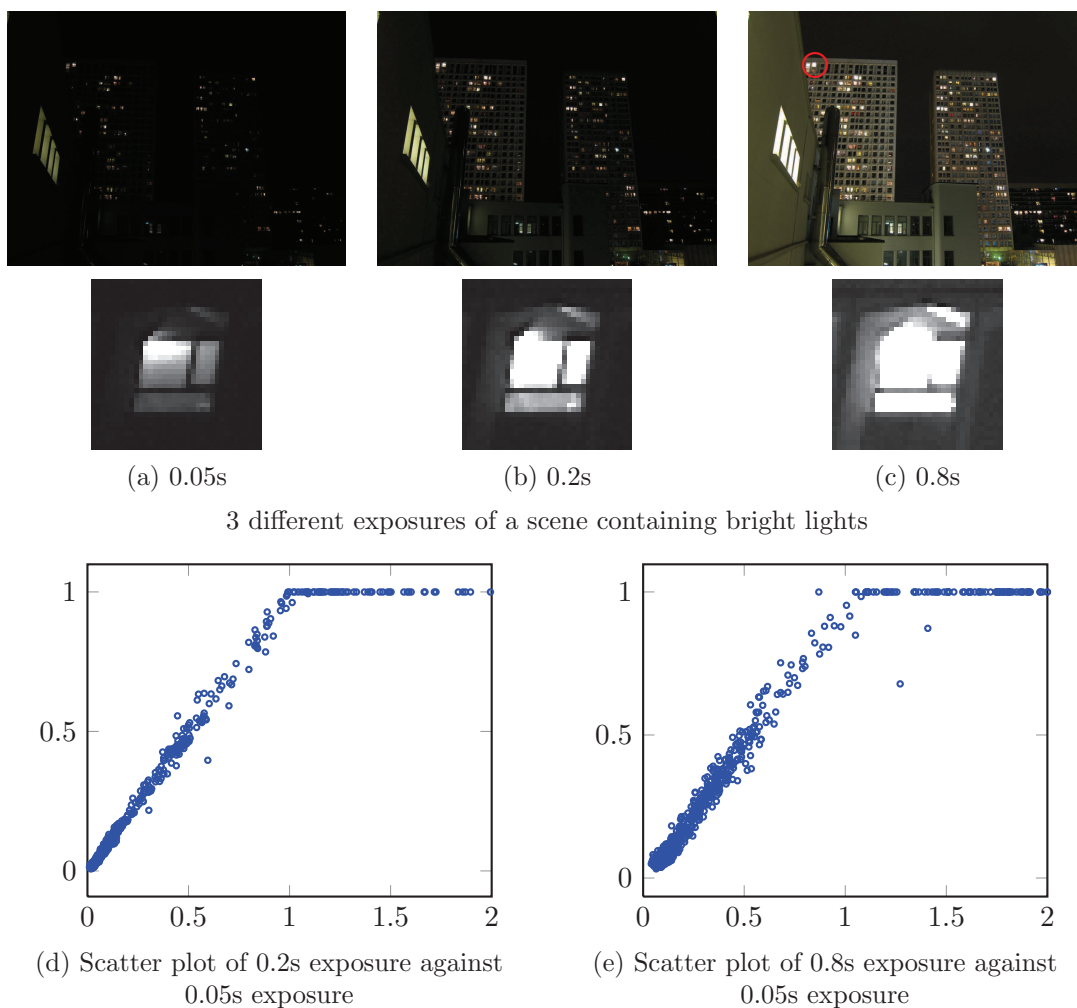 (a) 0.05s
(b) 0.2s
(c) 0.8s
3 different exposures of a scene containing bright lights
1
0.5
0
0
0.5
1
1.5
2
1
0.5
0
0
0.5
1
1.5
2
(d) Scatter plot of 0.2s exposure against
0.05s exposure
(e) Scatter plot of 0.8s exposure against
0.05s exposure